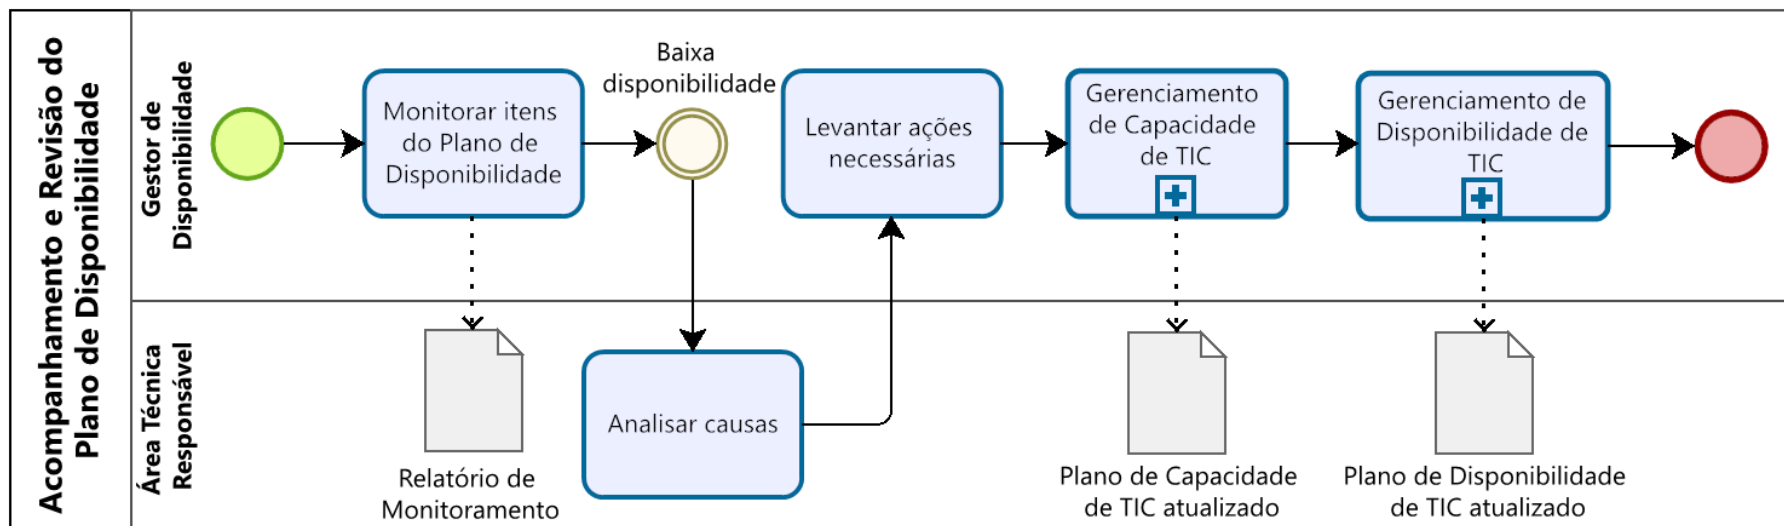 Acompanhamento e Revisão do
Plano de Disponibilidade
Gestor de
Disponibilidade
Monitorar itens
do Plano de
Disponibilidade
Baixa
disponibilidade
Levantar ações
necessárias
Gerenciamento
de Capacidade
de TIC
Gerenciamento de
Disponibilidade de
TIC
Área Técnica
Responsável
Relatório de
Monitoramento
Analisar causas
Plano de Capacidade
de TIC atualizado
Plano de Disponibilidade
de TIC atualizado